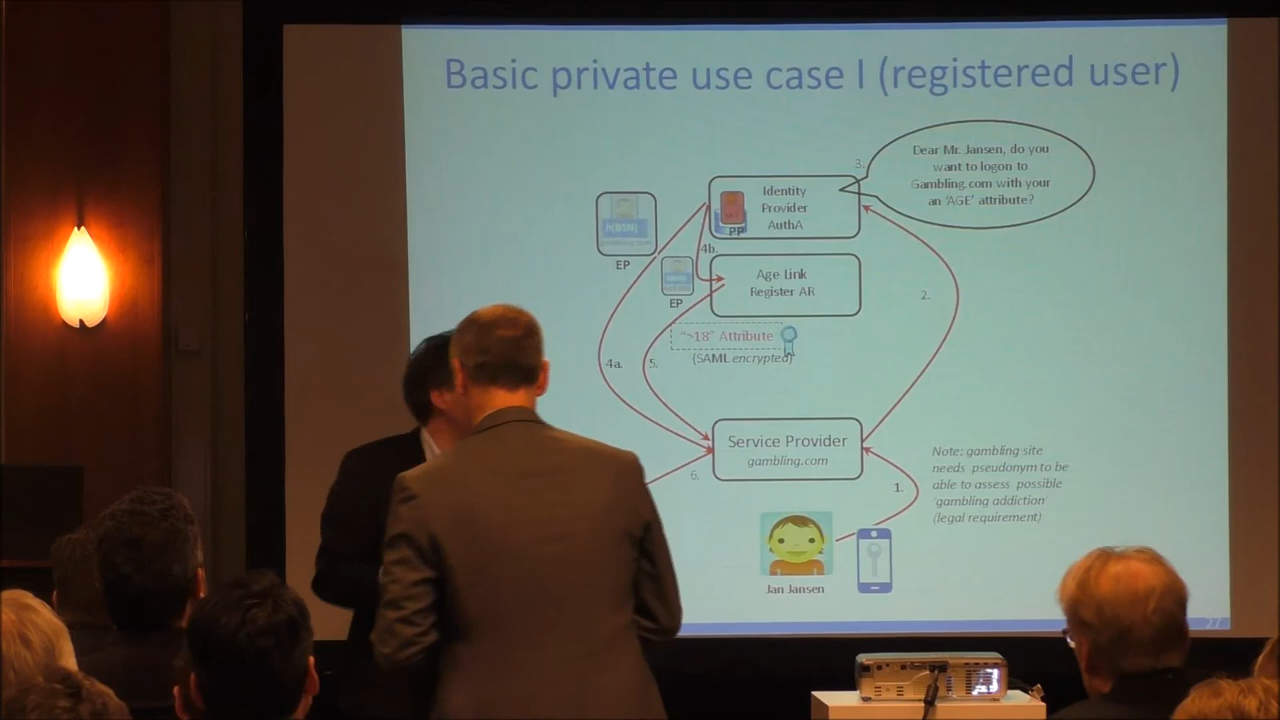 Basic private use case I (registered user)
3.
Dear Mr. Jansen, do you
want to logon to
Gambling.com with your
an 'AGE' attribute?
Identity
Provider
AuthA
PP
EP
4b.
EP
Age Link
Register AR
2.
">18" Attribute
(SAML encrypted)
4a.
5.
Service Provider
gambling.com
6.
1.
Note: gambling site
needs pseudonym to be
able to assess possible
'gambling addiction'
(legal requirement)
Jan Jansen
27